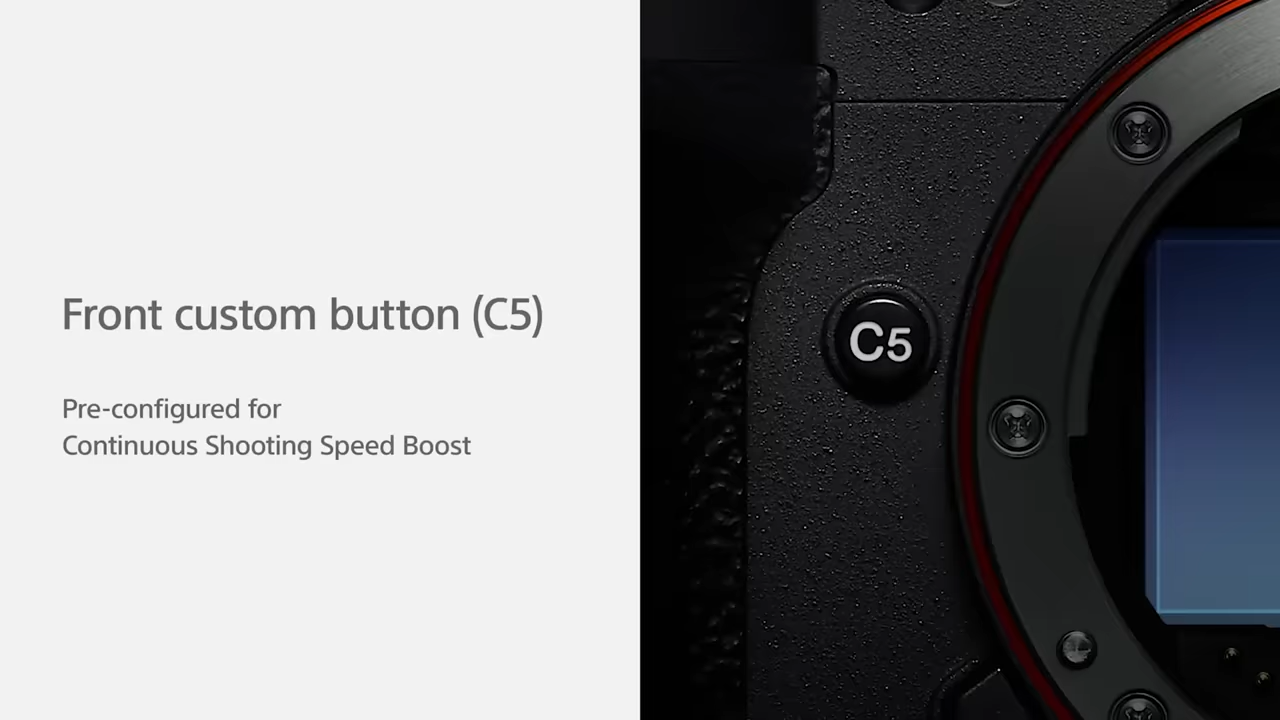 Front custom button (C5)
Pre-configured for
Continuous Shooting Speed Boost
C5